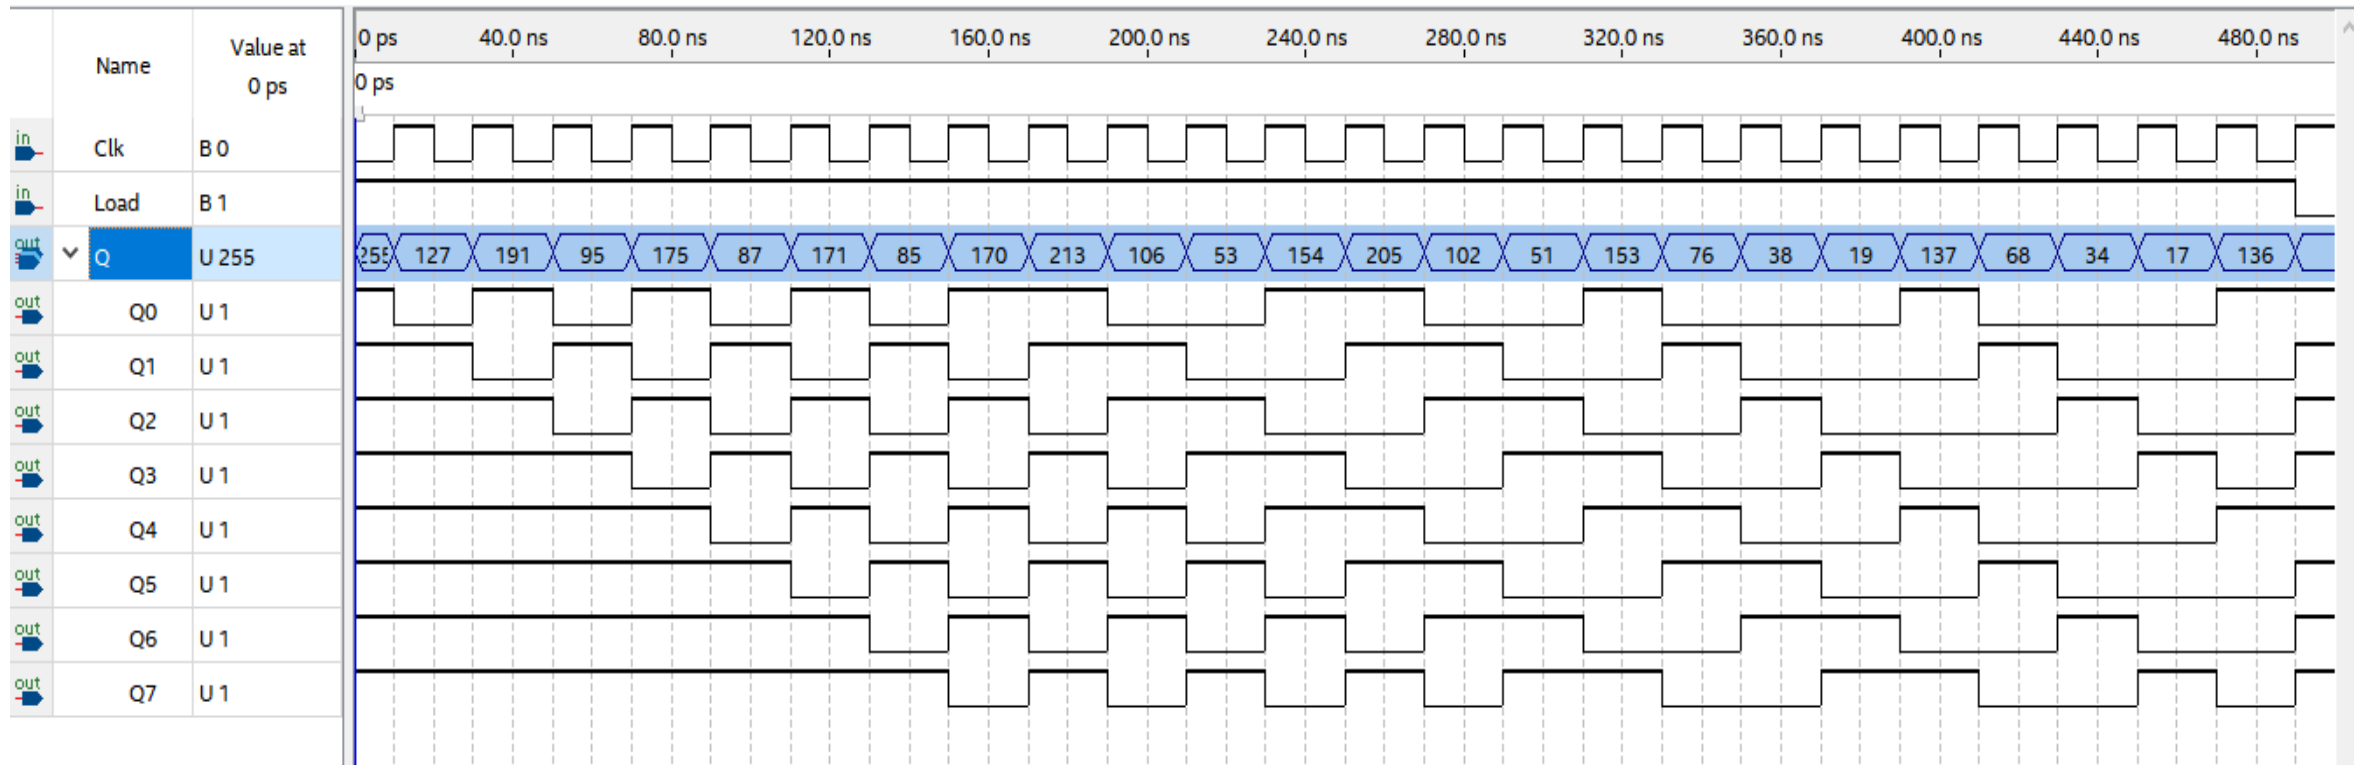 Name Value at 0 ps
0 ps 40.0 ns 80.0 ns 120.0 ns 160.0 ns 200.0 ns 240.0 ns 280.0 ns 320.0 ns 360.0 ns 400.0 ns 440.0 ns 480.0 ns
0 ps
in Clk B 0
in Load B 1
out Q U 255 255 127 191 95 175 87 171 85 170 213 106 53 154 205 102 51 153 76 38 19 137 68 34 17 136
out Q0 U 1
out Q1 U 1
out Q2 U 1
out Q3 U 1
out Q4 U 1
out Q5 U 1
out Q6 U 1
out Q7 U 1